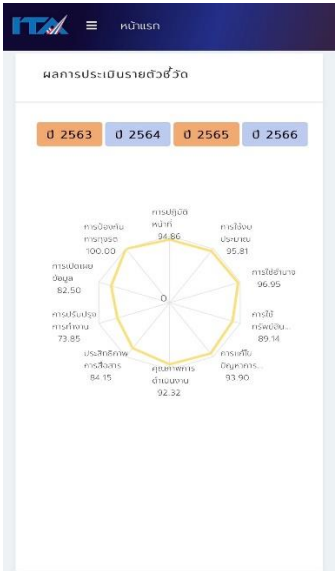 ITA
หน้าแรก
ผลการประเมินรายตัวชี้วัด
ปี 2563
ปี 2564
ปี 2565
ปี 2566
การปฏิบัติ
หน้าที่
94.86
การใช้งบ
ประมาณ
95.81
การใช้อำนาจ
96.95
การใช้
ทรัพย์สิน...
89.14
การแก้ไข
ปัญหาการ...
93.90
คุณภาพการ
ดำเนินงาน
92.32
ประสิทธิภาพ
การสื่อสาร
84.15
การปรับปรุง
การทำงาน
73.85
การเปิดเผย
ข้อมูล
82.50
การป้องกัน
การทุจริต
100.00
0